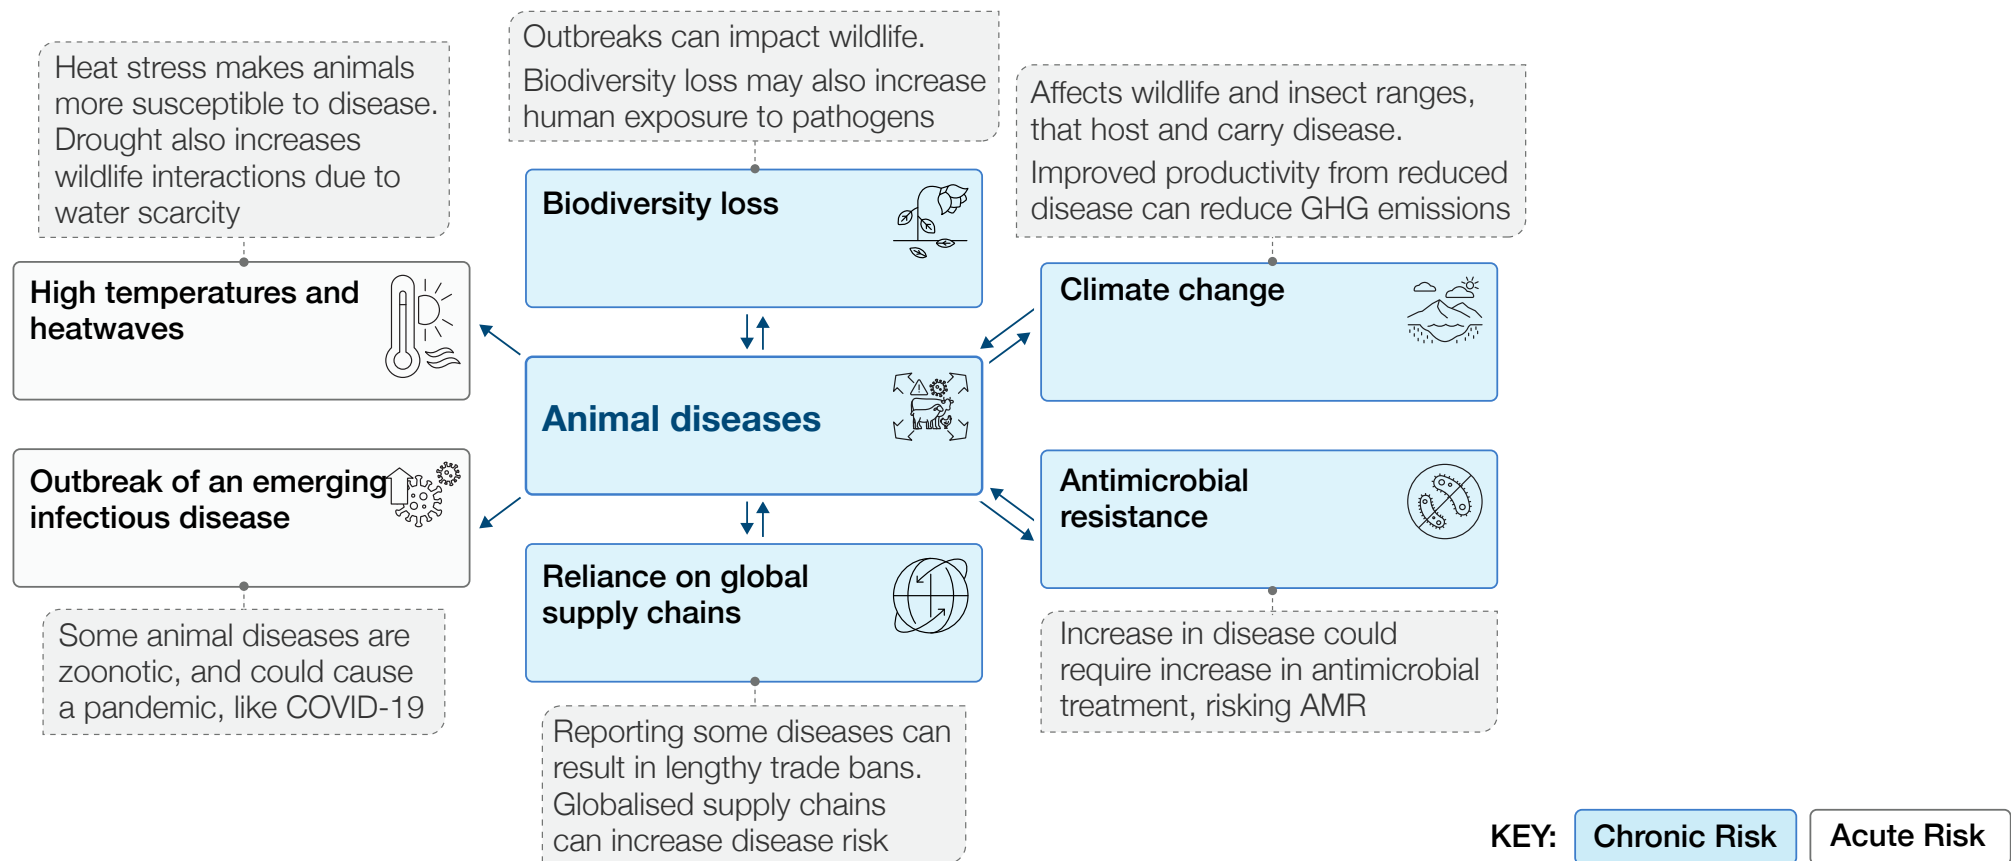 Heat stress makes animals
more susceptible to disease.
Drought also increases
wildlife interactions due to
water scarcity
High temperatures and
heatwaves
Outbreaks can impact wildlife.
Biodiversity loss may also increase
human exposure to pathogens
Biodiversity loss
Affects wildlife and insect ranges,
that host and carry disease.
Improved productivity from reduced
disease can reduce GHG emissions
Climate change
Animal diseases
Outbreak of an emerging
infectious disease
Some animal diseases are
zoonotic, and could cause
a pandemic, like COVID-19
Reliance on global
supply chains
Reporting some diseases can
result in lengthy trade bans.
Globalised supply chains
can increase disease risk
Antimicrobial
resistance
Increase in disease could
require increase in antimicrobial
treatment, risking AMR
KEY: Chronic Risk Acute Risk